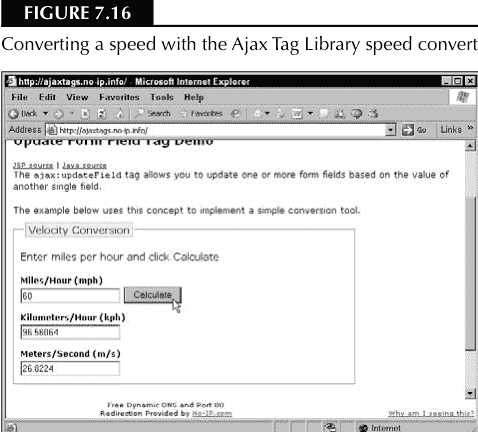 FIGURE 7.16
Converting a speed with the Ajax Tag Library speed convert
http://ajaxtags.no-ip.info/ - Microsoft Internet Explorer
File Edit View Favorites Tools Help
Back Search Favorites
Address http://ajaxtags.no-ip.info/ Go Links »
Update Form Field Tag Demo
JSP source | Java source
The ajax:updateField tag allows you to update one or more form fields based on the value of
another single field.
The example below uses this concept to implement a simple conversion tool.
Velocity Conversion
Enter miles per hour and click Calculate
Miles/Hour (mph)
60 Calculate
Kilometers/Hour (kph)
96.56064
Meters/Second (m/s)
26.8224
Free Dynamic DNS and Port 80
Redirection Provided by No-IP.com Why am I seeing this?
Internet